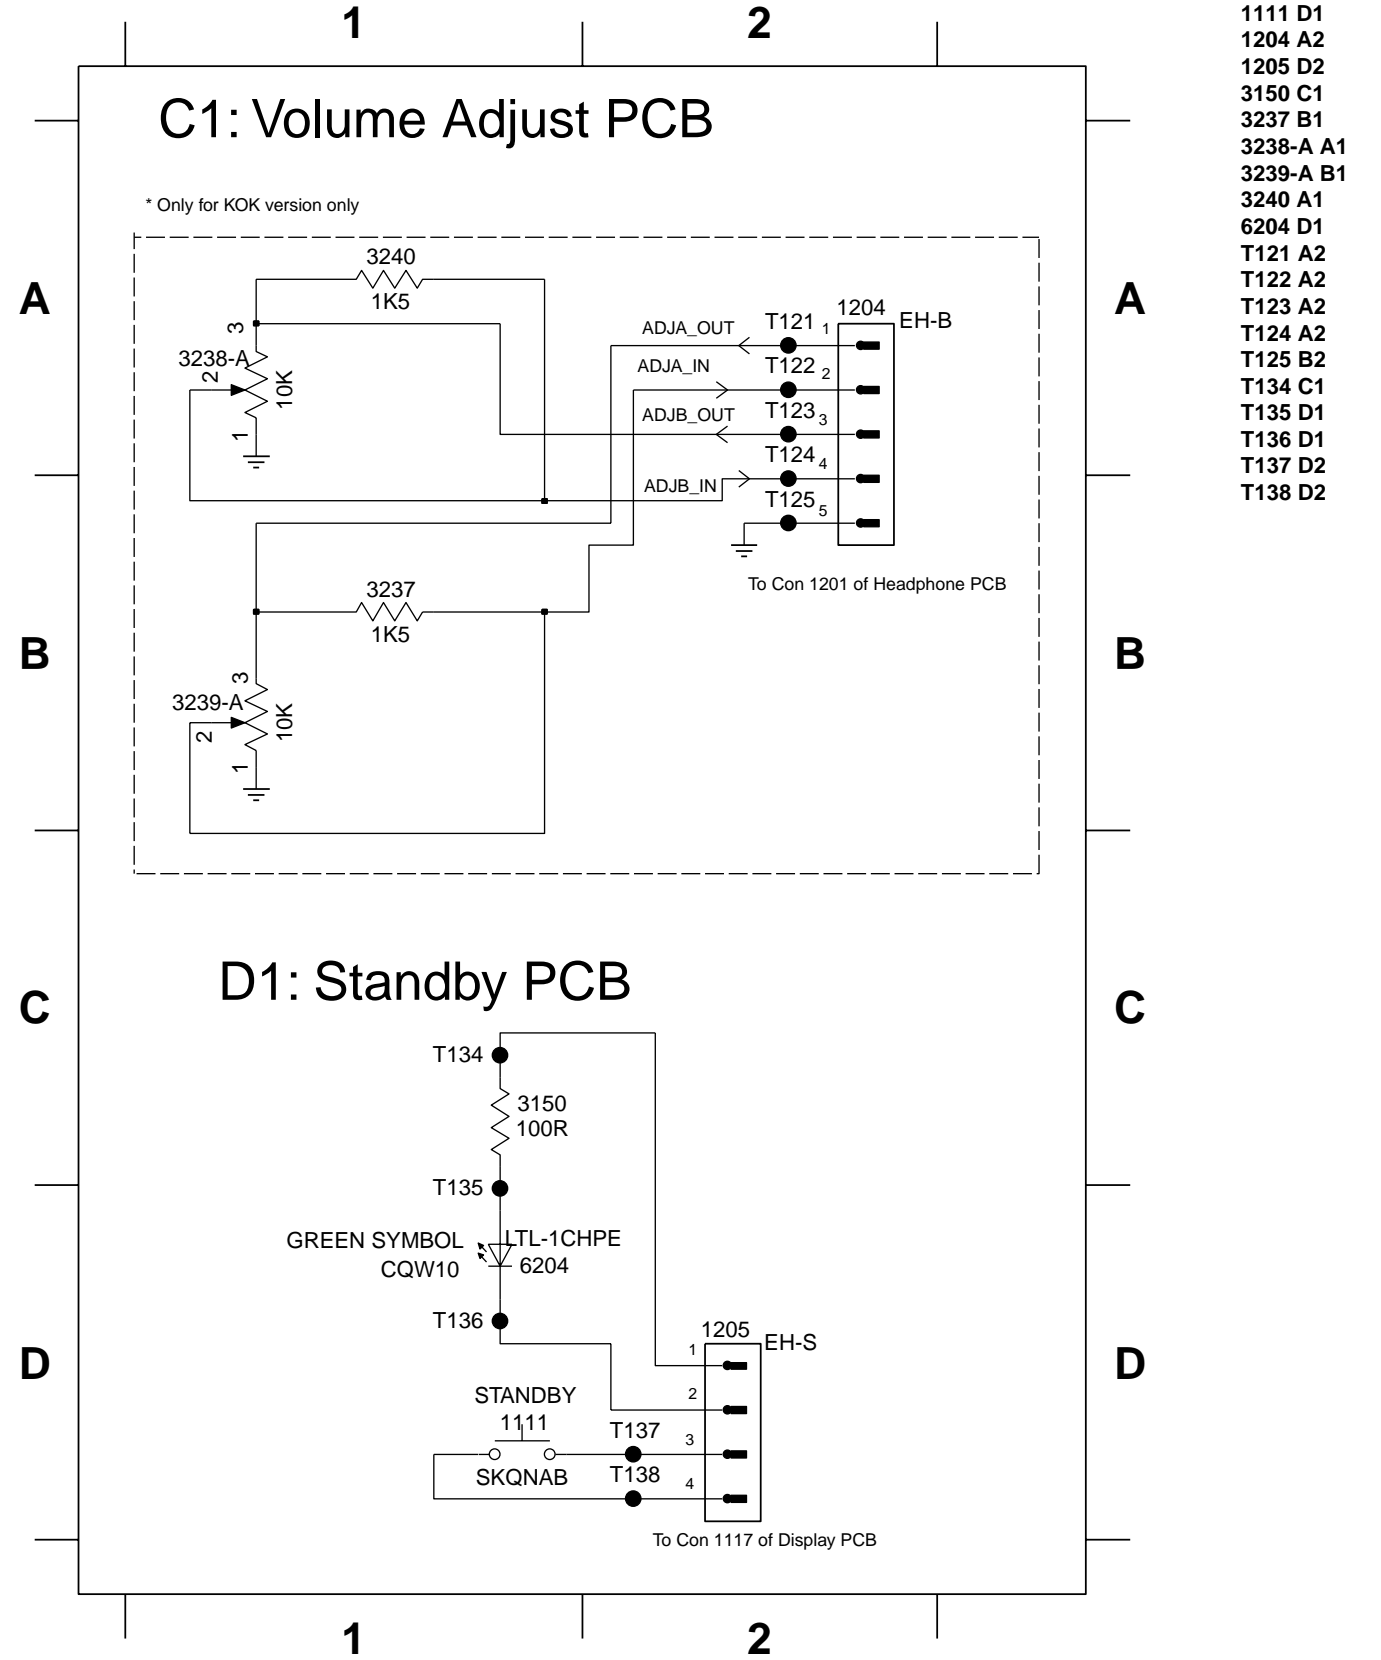 1 2
C1: Volume Adjust PCB
* Only for KOK version only
3240
1K5
A A
3
3238-A
2
10K
1
1204
EH-B
ADJA_OUT T121 1
ADJA_IN T122 2
ADJB_OUT T123 3
T124 4
ADJB_IN
T125 5
To Con 1201 of Headphone PCB
3237
1K5
B B
3
3239-A
2
10K
1
D1: Standby PCB
C C
T134
3150
100R
T135
GREEN SYMBOL LTL-1CHPE
CQW10 6204
T136
1205
EH-S
1
D D
2
STANDBY
1111
T137 3
SKQNAB T138 4
To Con 1117 of Display PCB
1 2
1111 D1
1204 A2
1205 D2
3150 C1
3237 B1
3238-A A1
3239-A B1
3240 A1
6204 D1
T121 A2
T122 A2
T123 A2
T124 A2
T125 B2
T134 C1
T135 D1
T136 D1
T137 D2
T138 D2